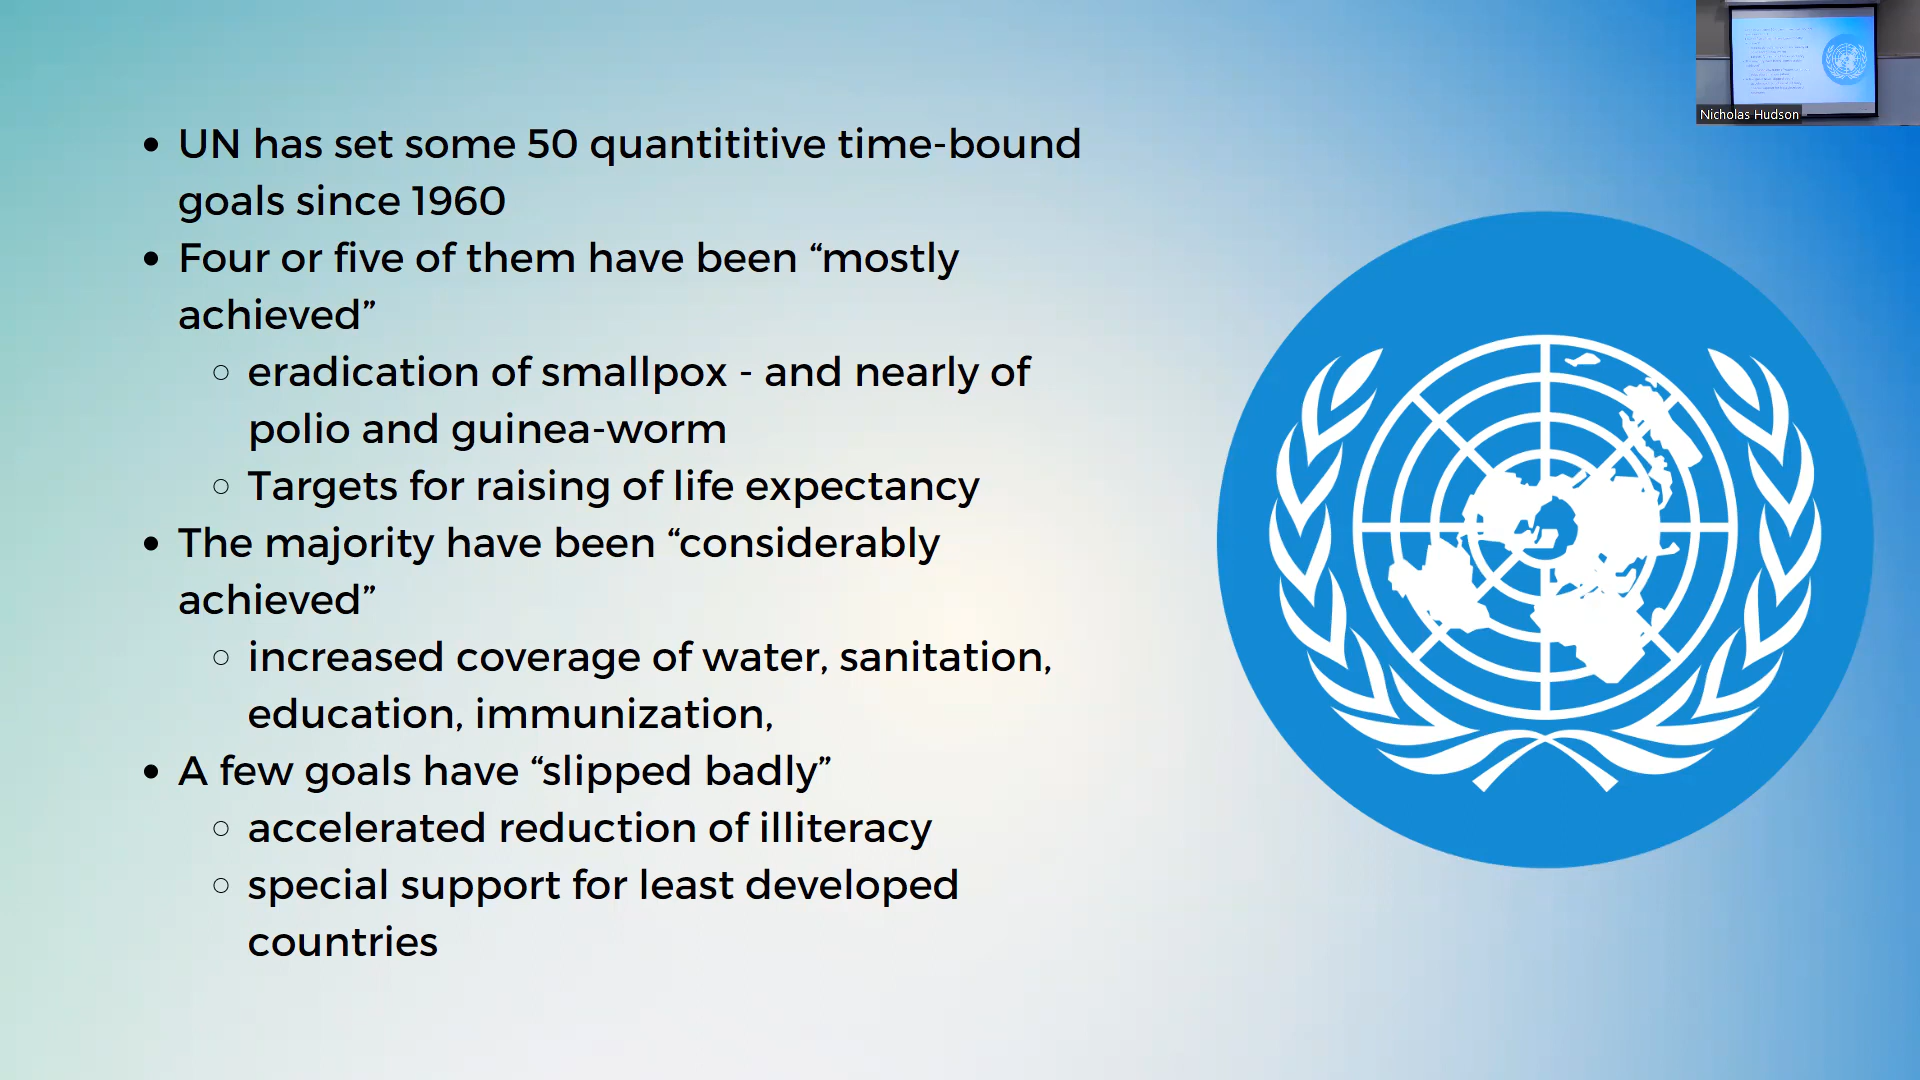 • UN has set some 50 quantititive time-bound
goals since 1960
• Four or five of them have been “mostly
achieved”
○ eradication of smallpox - and nearly of
polio and guinea-worm
○ Targets for raising of life expectancy
• The majority have been “considerably
achieved”
○ increased coverage of water, sanitation,
education, immunization,
• A few goals have “slipped badly”
○ accelerated reduction of illiteracy
○ special support for least developed
countries
Nicholas Hudson